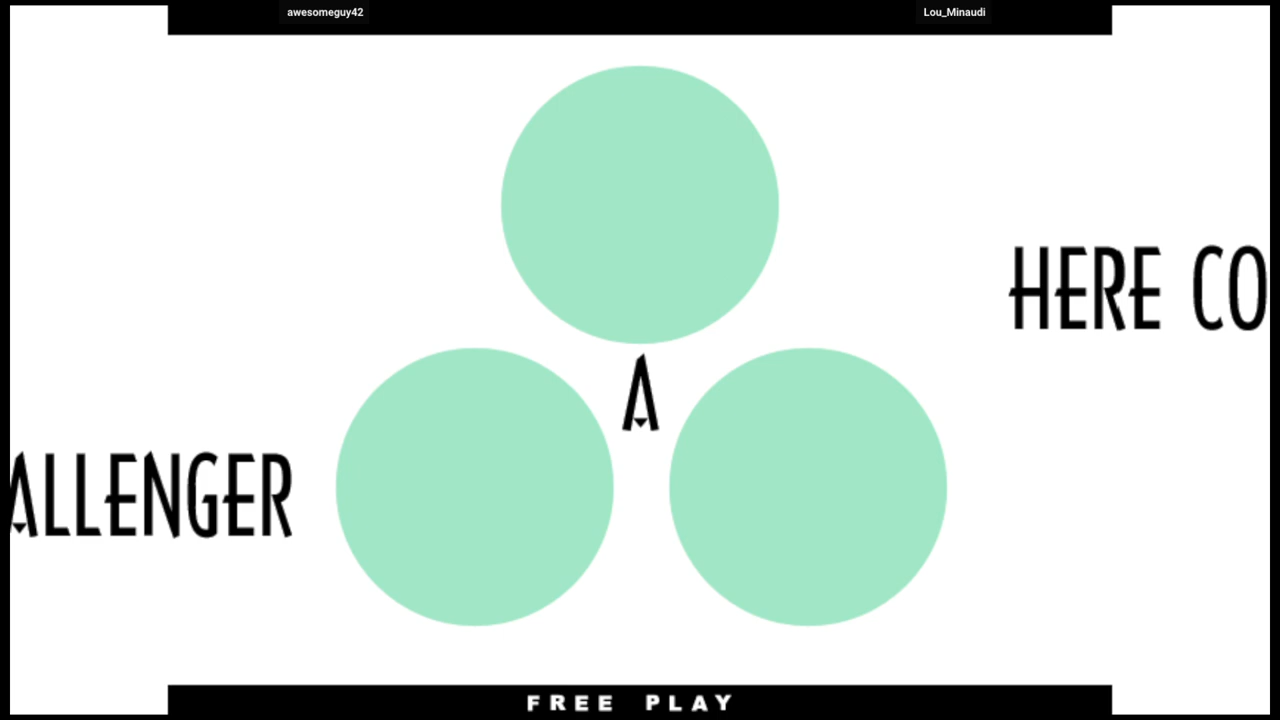 awesomeguy42
Lou_Minaudi
HERE CO
A
ALLENGER
FREE PLAY